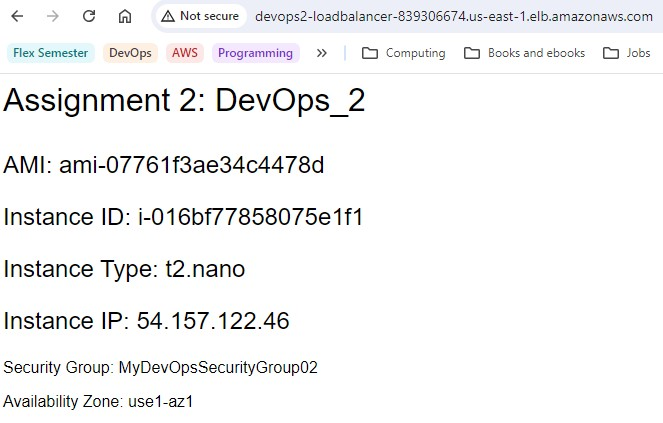 Not secure devops2-loadbalancer-839306674.us-east-1.elb.amazonaws.com
Flex Semester DevOps AWS Programming » Computing Books and ebooks Jobs
Assignment 2: DevOps_2
AMI: ami-07761f3ae34c4478d
Instance ID: i-016bf77858075e1f1
Instance Type: t2.nano
Instance IP: 54.157.122.46
Security Group: MyDevOpsSecurityGroup02
Availability Zone: use1-az1